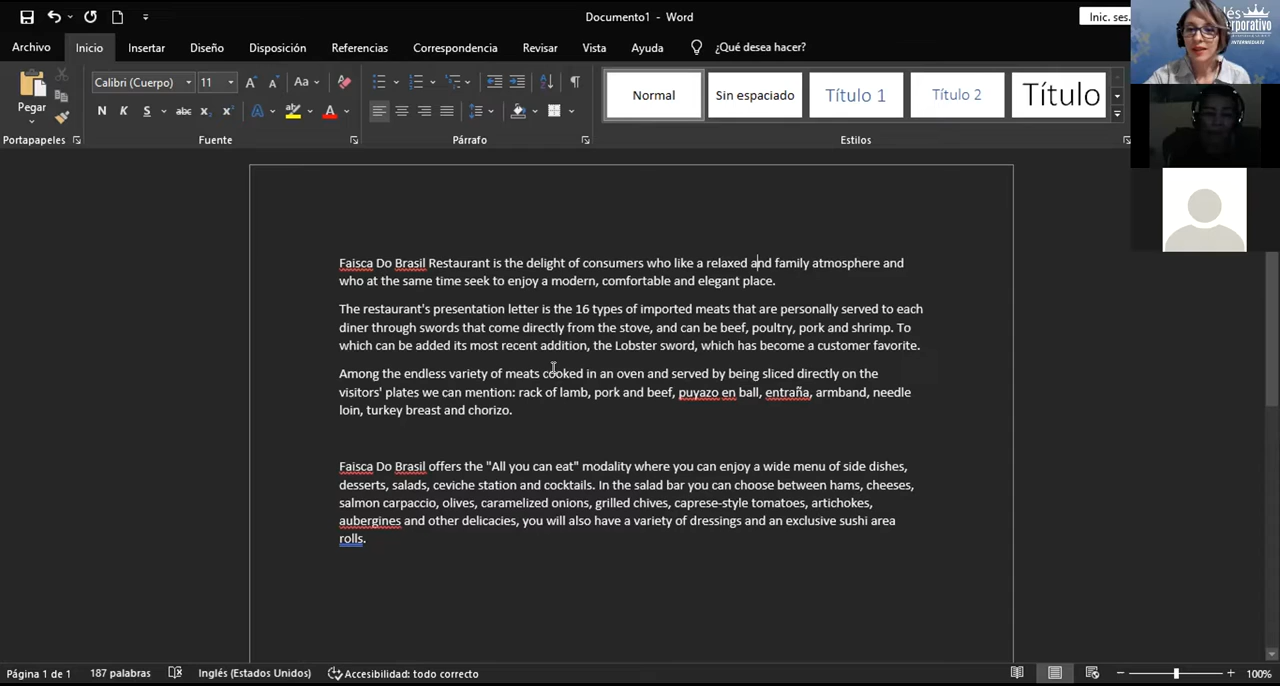 Documento1 - Word
Inic. ses.
Archivo Inicio Insertar Diseño Disposición Referencias Correspondencia Revisar Vista Ayuda ¿Qué desea hacer?
Pegar
Calibri (Cuerpo) 11 Aa
N K S abc x₂ x² A A
Normal Sin espaciado Título 1 Título 2 Título
Portapapeles Fuente Párrafo Estilos
INTERMEDIATE
Faisca Do Brasil Restaurant is the delight of consumers who like a relaxed and family atmosphere and
who at the same time seek to enjoy a modern, comfortable and elegant place.
The restaurant's presentation letter is the 16 types of imported meats that are personally served to each
diner through swords that come directly from the stove, and can be beef, poultry, pork and shrimp. To
which can be added its most recent addition, the Lobster sword, which has become a customer favorite.
Among the endless variety of meats cooked in an oven and served by being sliced directly on the
visitors' plates we can mention: rack of lamb, pork and beef, puyazo en ball, entraña, armband, needle
loin, turkey breast and chorizo.
Faisca Do Brasil offers the "All you can eat" modality where you can enjoy a wide menu of side dishes,
desserts, salads, ceviche station and cocktails. In the salad bar you can choose between hams, cheeses,
salmon carpaccio, olives, caramelized onions, grilled chives, caprese-style tomatoes, artichokes,
aubergines and other delicacies, you will also have a variety of dressings and an exclusive sushi area
rolls.
Página 1 de 1 187 palabras Inglés (Estados Unidos) Accesibilidad: todo correcto 100%